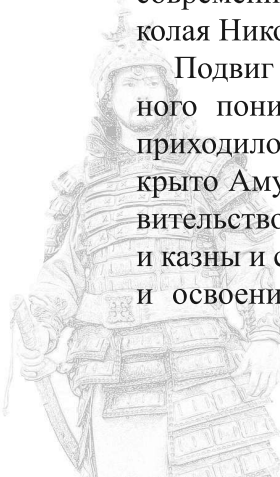 колая Нико
Подвиг
ного пони
приходило
крыто Аму
вительство
и казны и с
и освоени